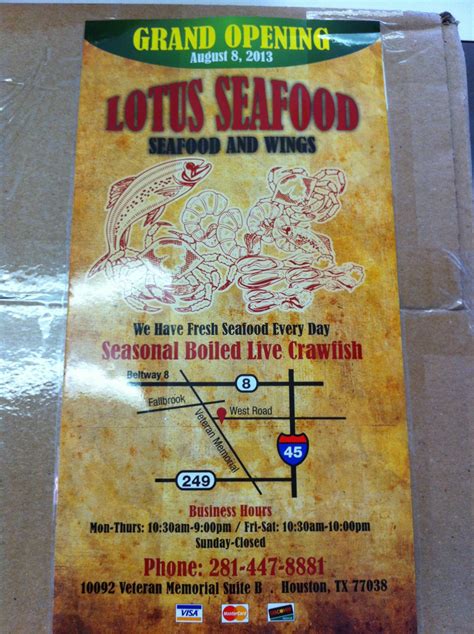 GRAND OPENING
August 8, 2013
LOTUS SEAFOOD
SEAFOOD AND WINGS
We Have Fresh Seafood Every Day
Seasonal Boiled Live Crawfish
Beltway 8
8
Fallbrook
West Road
Veteran Memorial
45
249
Business Hours
Mon-Thurs: 10:30am-9:00pm / Fri-Sat: 10:30am-10:00pm
Sunday-Closed
Phone: 281-447-8881
10092 Veteran Memorial Suite B . Houston, TX 77038
VISA MasterCard DISCOVER